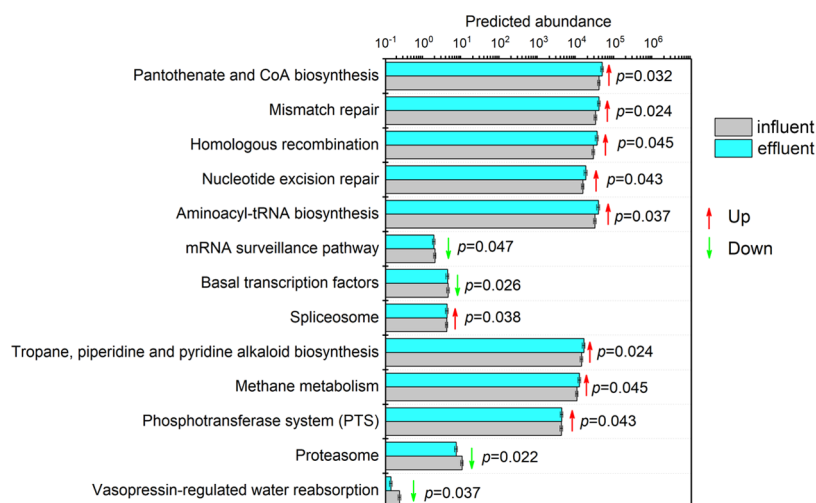 Predicted abundance
10-1 100 101 102 103 104 105 106
Pantothenate and CoA biosynthesis p=0.032
Mismatch repair p=0.024
Homologous recombination p=0.045
Nucleotide excision repair p=0.043
Aminoacyl-tRNA biosynthesis p=0.037
mRNA surveillance pathway p=0.047
Basal transcription factors p=0.026
Spliceosome p=0.038
Tropane, piperidine and pyridine alkaloid biosynthesis p=0.024
Methane metabolism p=0.045
Phosphotransferase system (PTS) p=0.043
Proteasome p=0.022
Vasopressin-regulated water reabsorption p=0.037
influent
effluent
Up
Down